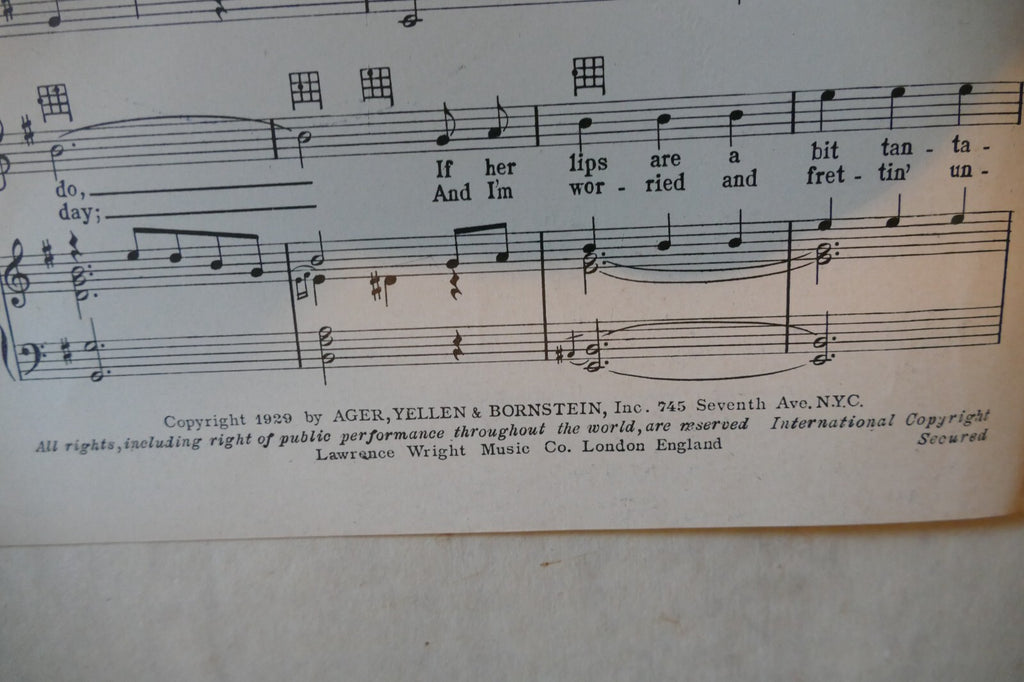 do, If her lips are a bit tan - ta -
day; And I'm wor - ried and fret - tin' un -
Copyright 1929 by AGER, YELLEN & BORNSTEIN, Inc. 745 Seventh Ave. N.Y.C.
All rights, including right of public performance throughout the world, are reserved International Copyright Secured
Lawrence Wright Music Co. London England